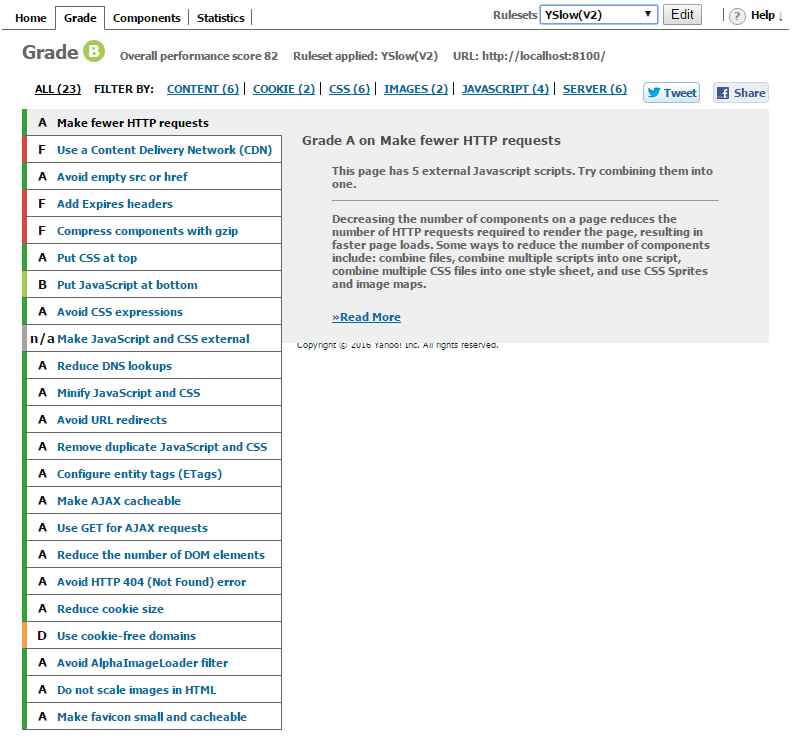 Home Grade Components Statistics Rulesets YSlow(V2) Edit ? Help ↓
Grade B Overall performance score 82 Ruleset applied: YSlow(V2) URL: http://localhost:8100/
ALL (23) FILTER BY: CONTENT (6) COOKIE (2) CSS (6) IMAGES (2) JAVASCRIPT (4) SERVER (6) Tweet Share
A Make fewer HTTP requests
F Use a Content Delivery Network (CDN)
A Avoid empty src or href
F Add Expires headers
F Compress components with gzip
A Put CSS at top
B Put JavaScript at bottom
A Avoid CSS expressions
n/a Make JavaScript and CSS external
A Reduce DNS lookups
A Minify JavaScript and CSS
A Avoid URL redirects
A Remove duplicate JavaScript and CSS
A Configure entity tags (ETags)
A Make AJAX cacheable
A Use GET for AJAX requests
A Reduce the number of DOM elements
A Avoid HTTP 404 (Not Found) error
A Reduce cookie size
D Use cookie-free domains
A Avoid AlphaImageLoader filter
A Do not scale images in HTML
A Make favicon small and cacheable
Grade A on Make fewer HTTP requests
This page has 5 external Javascript scripts. Try combining them into
one.
Decreasing the number of components on a page reduces the
number of HTTP requests required to render the page, resulting in
faster page loads. Some ways to reduce the number of components
include: combine files, combine multiple scripts into one script,
combine multiple CSS files into one style sheet, and use CSS Sprites
and image maps.
»Read More
Copyright © 2016 Yahoo! Inc. All rights reserved.